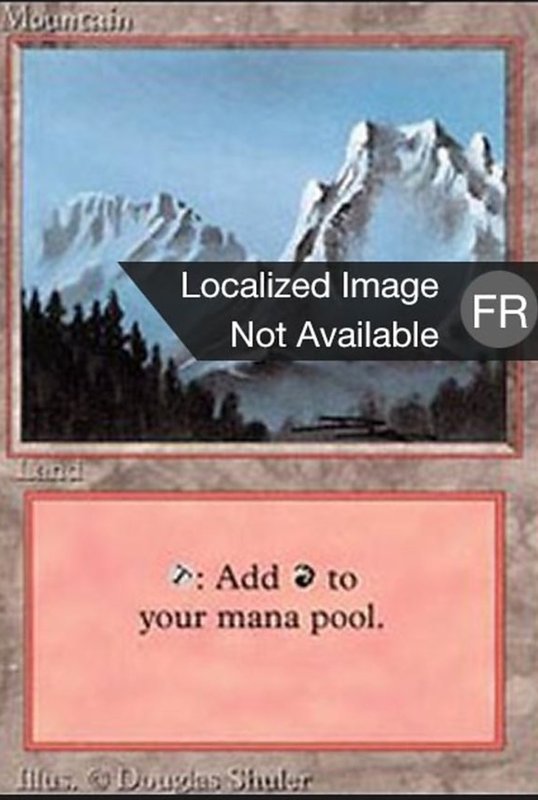 Mountain
Localized Image
Not Available
FR
Land
T: Add to
your mana pool.
Illus. © Douglas Shuler